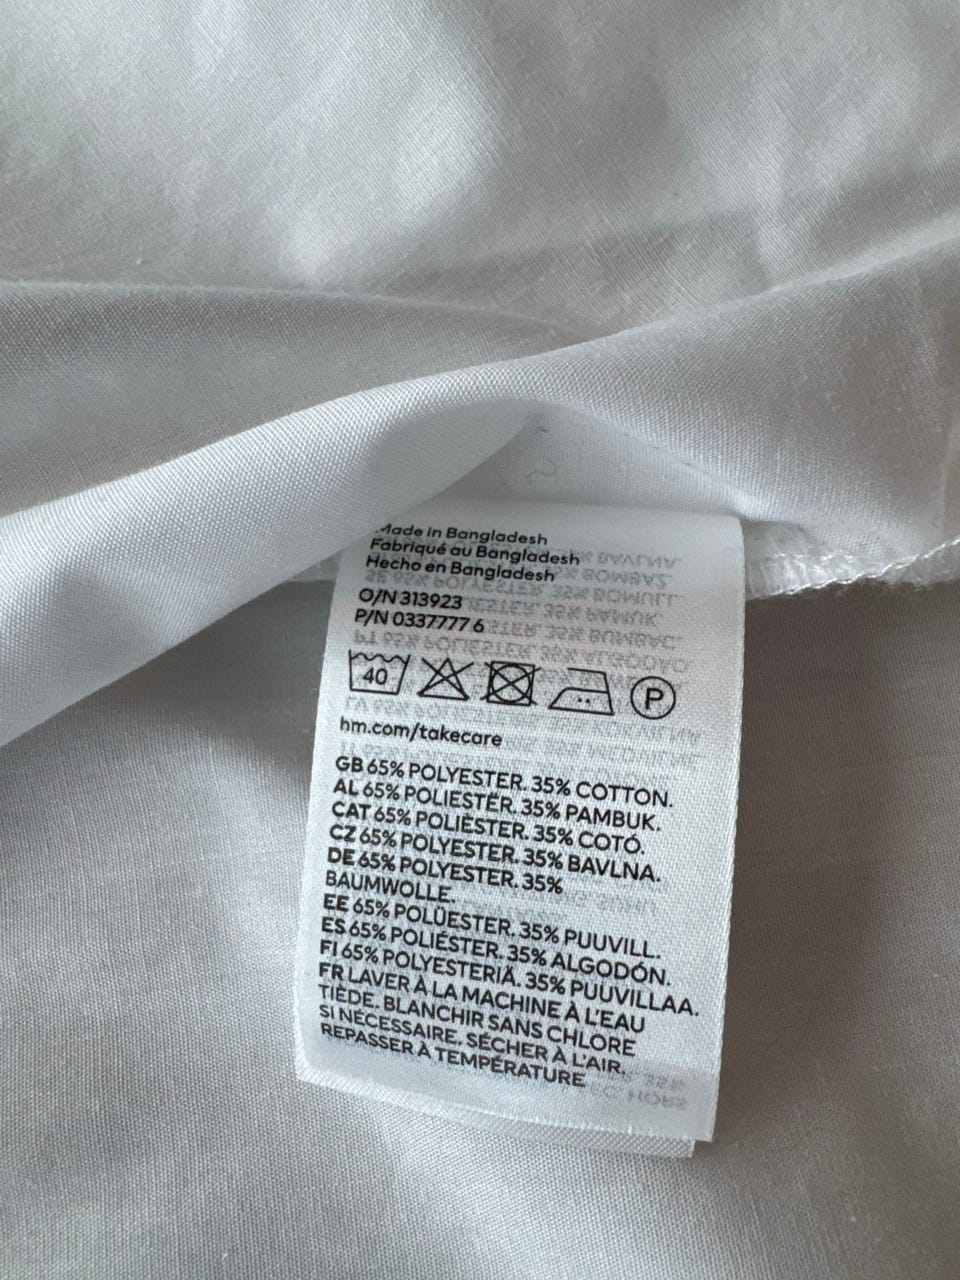 Made in Bangladesh
Fabriqué au Bangladesh
Hecho en Bangladesh
O/N 313923
P/N 0337777 6
40 P
hm.com/takecare
GB 65% POLYESTER. 35% COTTON.
AL 65% POLIESTËR. 35% PAMBUK.
CAT 65% POLIÈSTER. 35% COTÓ.
CZ 65% POLYESTER. 35% BAVLNA.
DE 65% POLYESTER. 35%
BAUMWOLLE.
EE 65% POLÜESTER. 35% PUUVILL.
ES 65% POLIÉSTER. 35% ALGODÓN.
FI 65% POLYESTERIÄ. 35% PUUVILLAA.
FR LAVER À LA MACHINE À L'EAU
TIÈDE. BLANCHIR SANS CHLORE
SI NÉCESSAIRE. SÉCHER À L'AIR.
REPASSER À TEMPÉRATURE